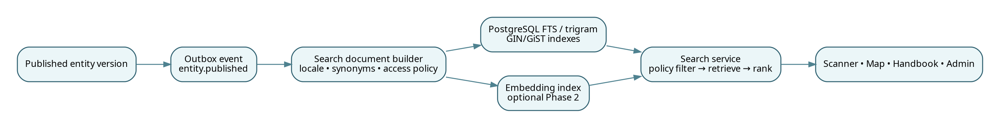 Published entity version
Outbox event
entity.published
Search document builder
locale • synonyms • access policy
PostgreSQL FTS / trigram
GIN/GiST indexes
Embedding index
optional Phase 2
Search service
policy filter → retrieve → rank
Scanner • Map • Handbook • Admin